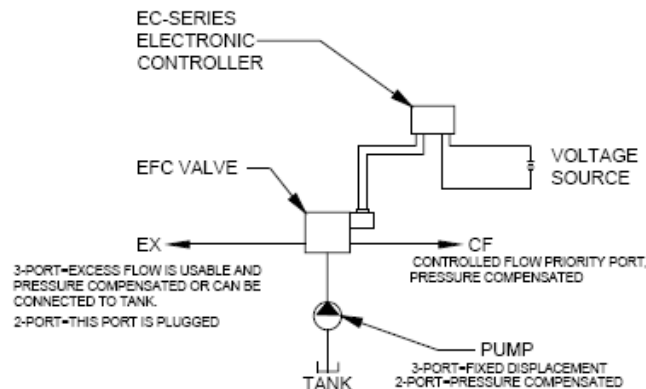 EC-SERIES
ELECTRONIC
CONTROLLER
VOLTAGE
SOURCE
EFC VALVE
EX
CF
3-PORT=EXCESS FLOW IS USABLE AND
PRESSURE COMPENSATED OR CAN BE
CONNECTED TO TANK.
2-PORT=THIS PORT IS PLUGGED
CONTROLLED FLOW PRIORITY PORT,
PRESSURE COMPENSATED
PUMP
3-PORT=FIXED DISPLACEMENT
2-PORT=PRESSURE COMPENSATED
TANK